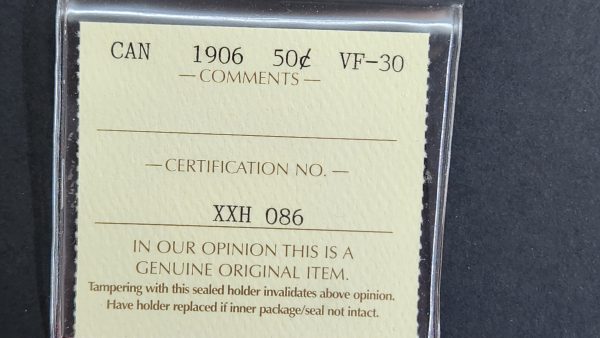 CAN 1906 50¢ VF-30
— COMMENTS —
— CERTIFICATION NO. —
XXH 086
IN OUR OPINION THIS IS A
GENUINE ORIGINAL ITEM.
Tampering with this sealed holder invalidates above opinion.
Have holder replaced if inner package/seal not intact.